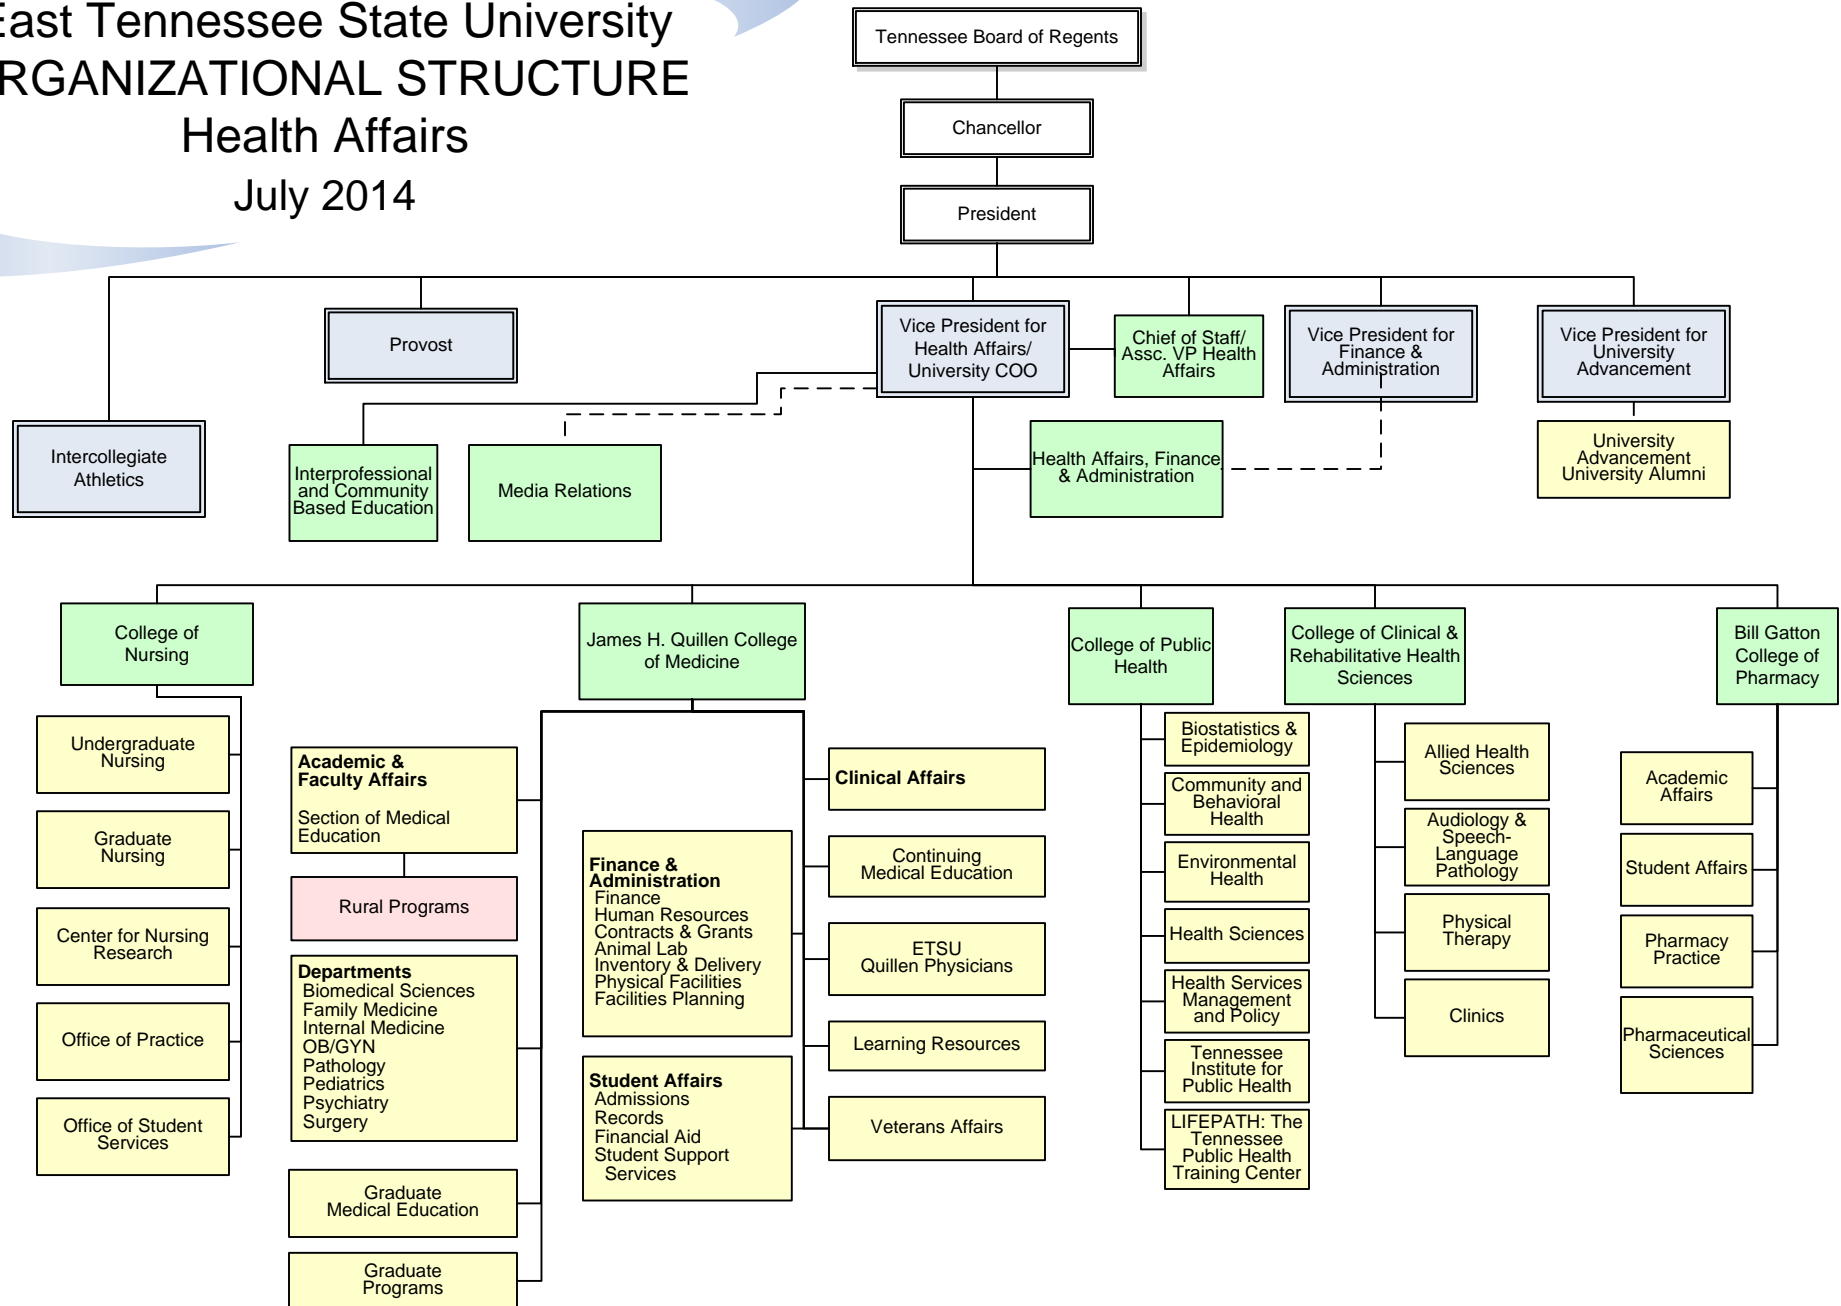 East Tennessee State University
ORGANIZATIONAL STRUCTURE
Health Affairs
July 2014
Tennessee Board of Regents
Chancellor
President
Intercollegiate
Athletics
Provost
Vice President for
Health Affairs/
University COO
Chief of Staff/
Assc. VP Health
Affairs
Vice President for
Finance &
Administration
Vice President for
University
Advancement
Interprofessional
and Community
Based Education
Media Relations
Health Affairs, Finance
& Administration
University
Advancement
University Alumni
College of
Nursing
James H. Quillen College
of Medicine
College of Public
Health
College of Clinical &
Rehabilitative Health
Sciences
Bill Gatton
College of
Pharmacy
Undergraduate
Nursing
Graduate
Nursing
Center for Nursing
Research
Office of Practice
Office of Student
Services
Academic &
Faculty Affairs
Section of Medical
Education
Rural Programs
Departments
Biomedical Sciences
Family Medicine
Internal Medicine
OB/GYN
Pathology
Pediatrics
Psychiatry
Surgery
Graduate
Medical Education
Graduate
Programs
Finance &
Administration
Finance
Human Resources
Contracts & Grants
Animal Lab
Inventory & Delivery
Physical Facilities
Facilities Planning
Student Affairs
Admissions
Records
Financial Aid
Student Support
Services
Clinical Affairs
Continuing
Medical Education
ETSU
Quillen Physicians
Learning Resources
Veterans Affairs
Biostatistics &
Epidemiology
Community and
Behavioral
Health
Environmental
Health
Health Sciences
Health Services
Management
and Policy
Tennessee
Institute for
Public Health
LIFEPATH: The
Tennessee
Public Health
Training Center
Allied Health
Sciences
Audiology &
Speech-
Language
Pathology
Physical
Therapy
Clinics
Academic
Affairs
Student Affairs
Pharmacy
Practice
Pharmaceutical
Sciences